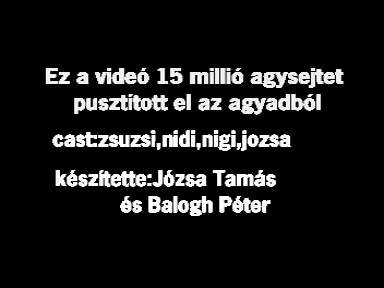 Ez a videó 15 millió agysejtet
pusztított el az agyadból
cast:zsuzsi,nidi,nigi,jozsa
készítette:Józsa Tamás
és Balogh Péter